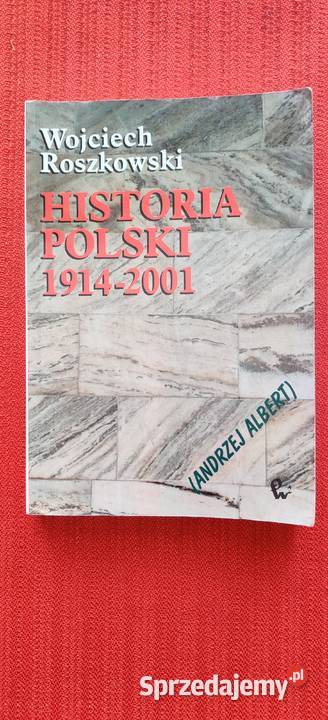 Wojciech
Roszkowski
HISTORIA
POLSKI
1914-2001
(ANDRZEJ ALBERT)
Sprzedajemy.pl